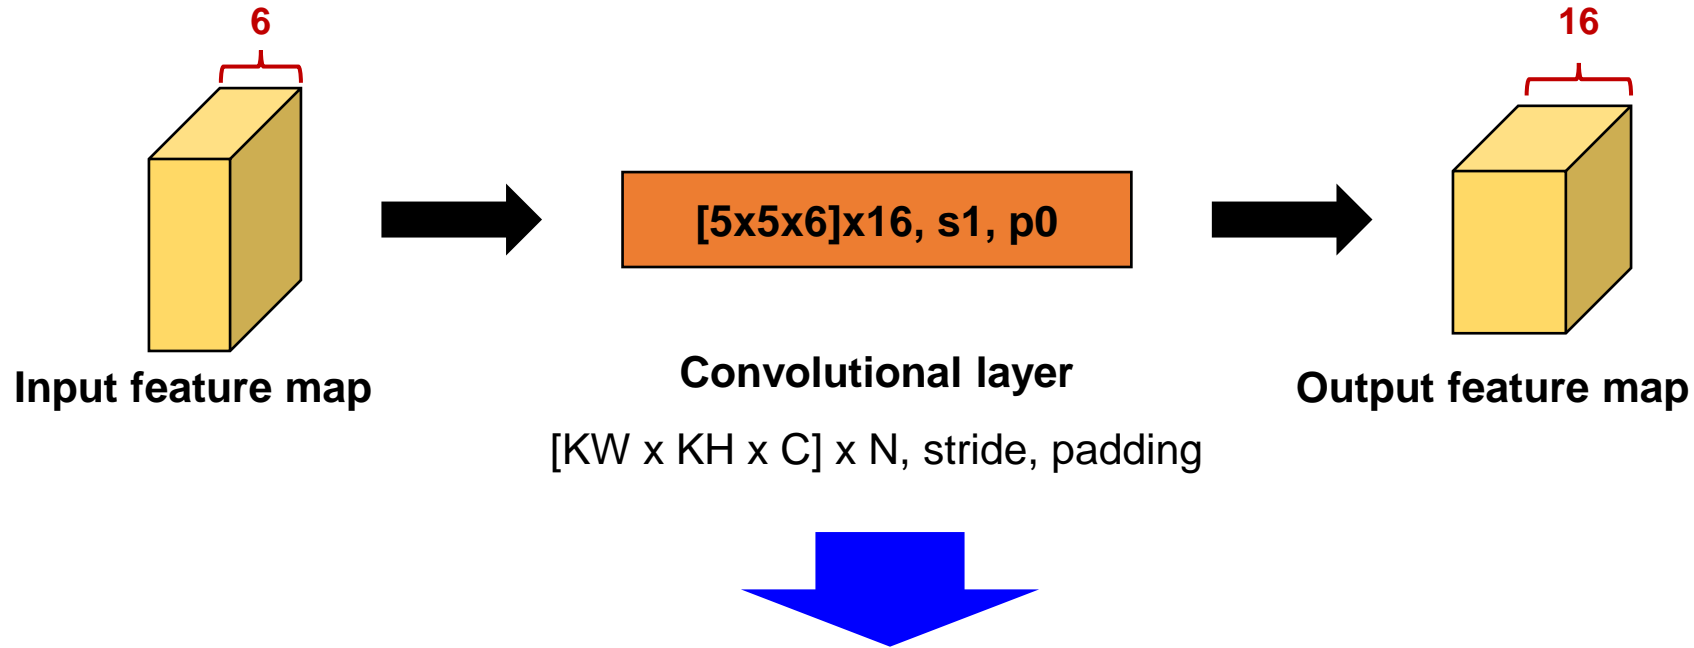 6
16
[5x5x6]x16, s1, p0
Input feature map
Convolutional layer
Output feature map
[KW x KH x C] x N, stride, padding